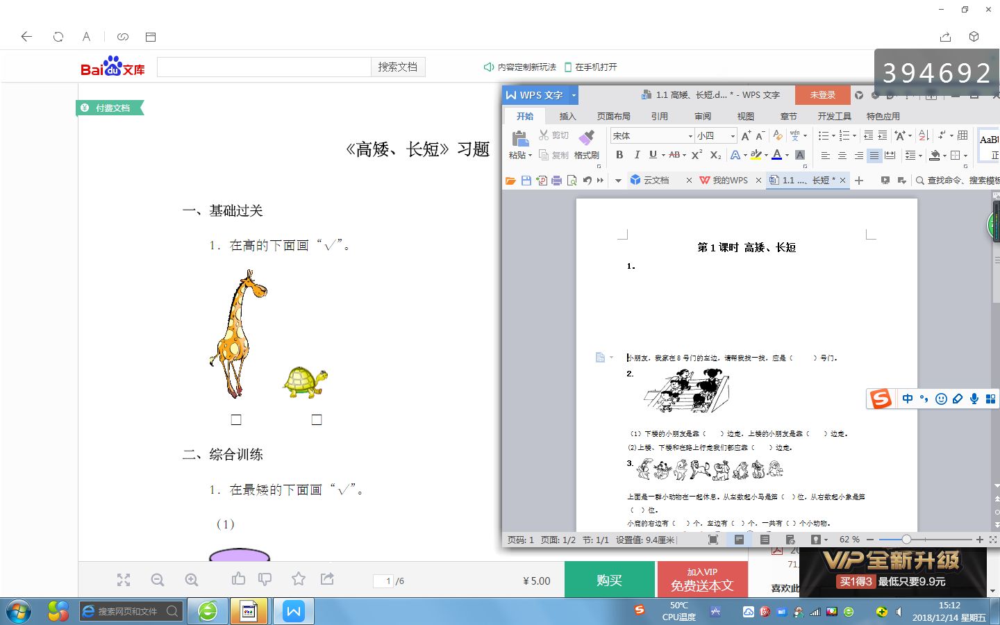 Bai du 文库
搜索文档
内容定制新玩法
在手机打开
394692
付费文档
《高矮、长短》习题
一、基础过关
1. 在高的下面画“√”。
二、综合训练
1. 在最矮的下面画“√”。
（1）
1 /6
¥5.00
购买
加入VIP
免费送本文
WPS 文字
1.1 高矮、长短.d... * - WPS 文字
未登录
开始 插入 页面布局 引用 审阅 视图 章节 开发工具 特色应用
粘贴 剪切 复制 格式刷
宋体 小四
AaBl
正
云文档 我的WPS 1.1 ...、长短 * 查找命令、搜索模板
第 1 课时 高矮、长短
1.
小朋友，我家在 8 号门的左边，请帮我找一找，应是（ ）号门。
2.
（1）下楼的小朋友是靠（ ）边走，上楼的小朋友是靠（ ）边走。
(2)上楼、下楼和在路上行走我们都应靠（ ）边走。
3.
上面是一群小动物在一起休息。从左数起小马是第（ ）位，从右数起小象是第
（ ）位。
小鹿的右边有（ ）个，左边有（ ）个，一共有（ ）个小动物。
页码: 1 页面: 1/2 节: 1/1 设置值: 9.4厘米 62 %
中
20
71,
喜欢此
VIP全新升级
买1得3 最低只要9.9元
搜索网页和文件
50℃
CPU温度
15:12
2018/12/14 星期五